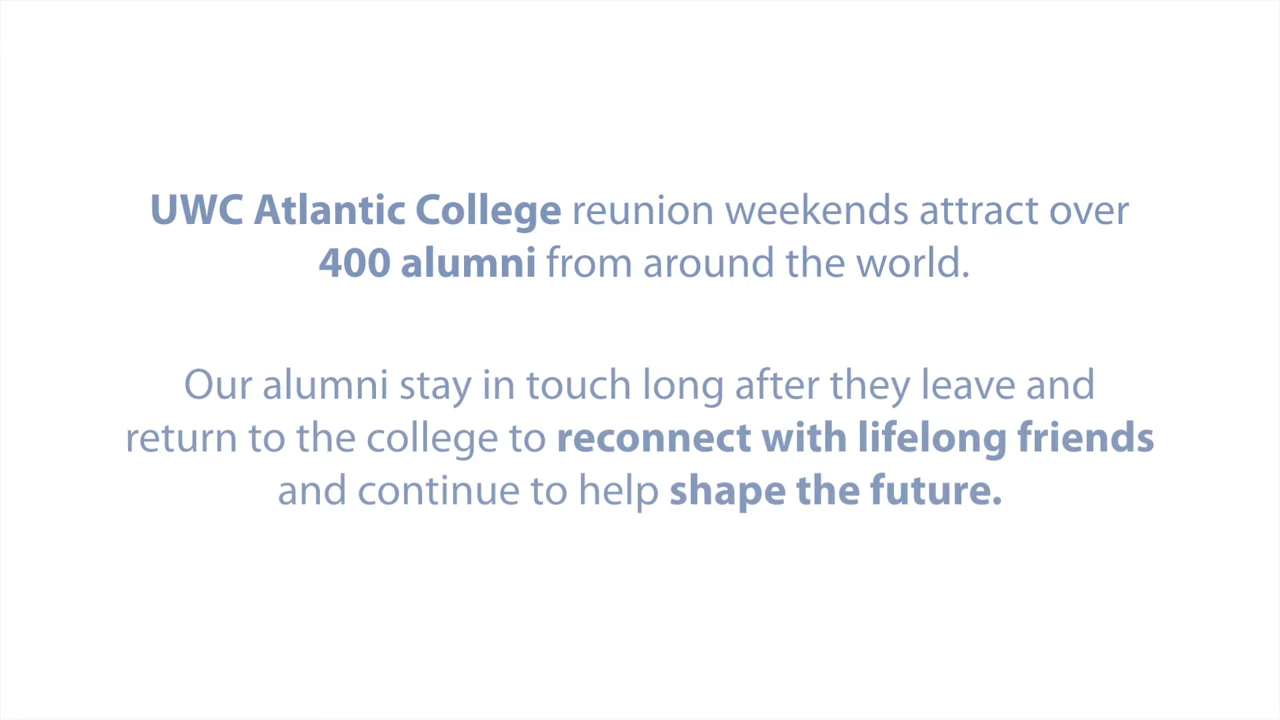 UWC Atlantic College reunion weekends attract over
400 alumni from around the world.
Our alumni stay in touch long after they leave and
return to the college to reconnect with lifelong friends
and continue to help shape the future.